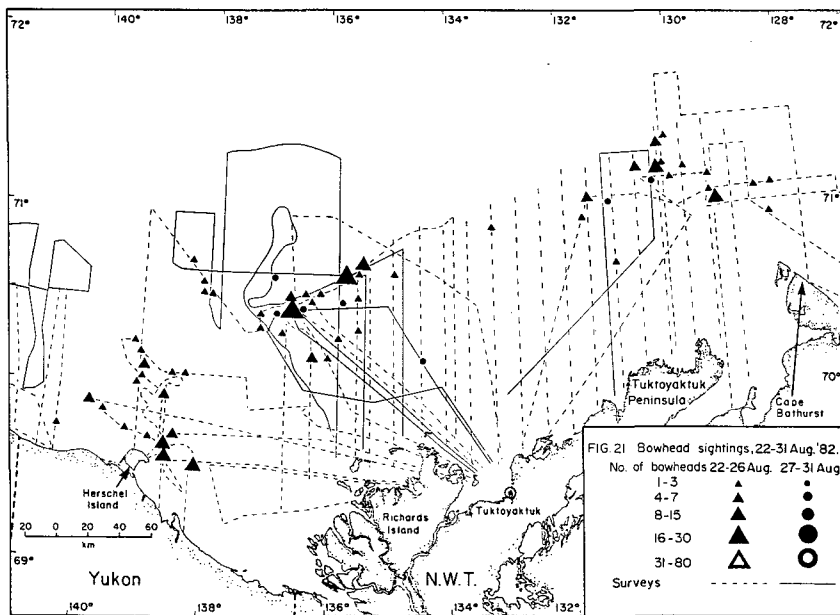 72° 140° 138° 136° 134° 132° 130° 128° 72°
71° 71°
70°
Tuktoyaktuk
Peninsula
Cape
Bathurst
Herschel
Island
20 0 20 40 60
km
Richards
Island
Tuktoyaktuk
69°
Yukon
N.W.T.
140° 138° 136° 134° 132°
FIG. 21 Bowhead sightings, 22-31 Aug. '82.
No. of bowheads 22-26 Aug. 27-31 Aug
1-3
4-7
8-15
16-30
31-80
Surveys